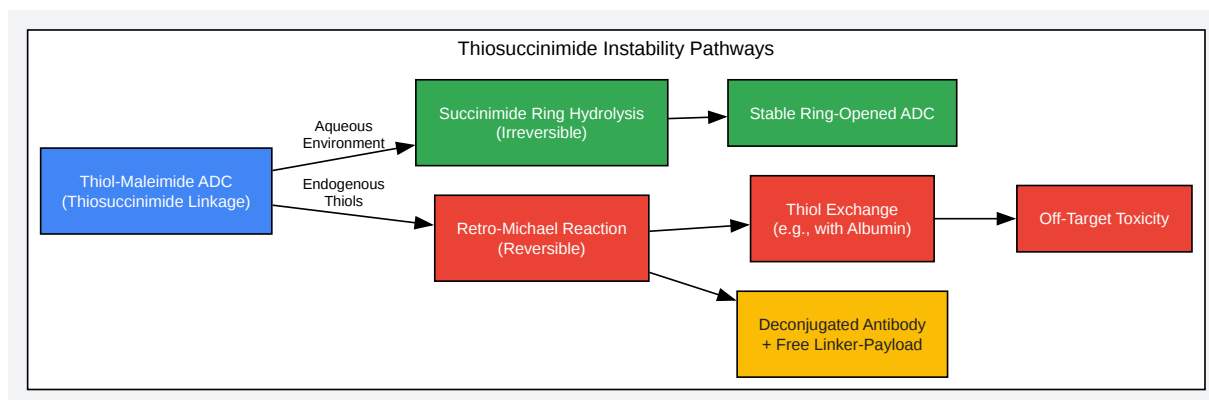 Thiosuccinimide Instability Pathways
Thiol-Maleimide ADC
(Thiosuccinimide Linkage)
Aqueous
Environment
Endogenous
Thiols
Succinimide Ring Hydrolysis
(Irreversible)
Stable Ring-Opened ADC
Retro-Michael Reaction
(Reversible)
Thiol Exchange
(e.g., with Albumin)
Off-Target Toxicity
Deconjugated Antibody
+ Free Linker-Payload